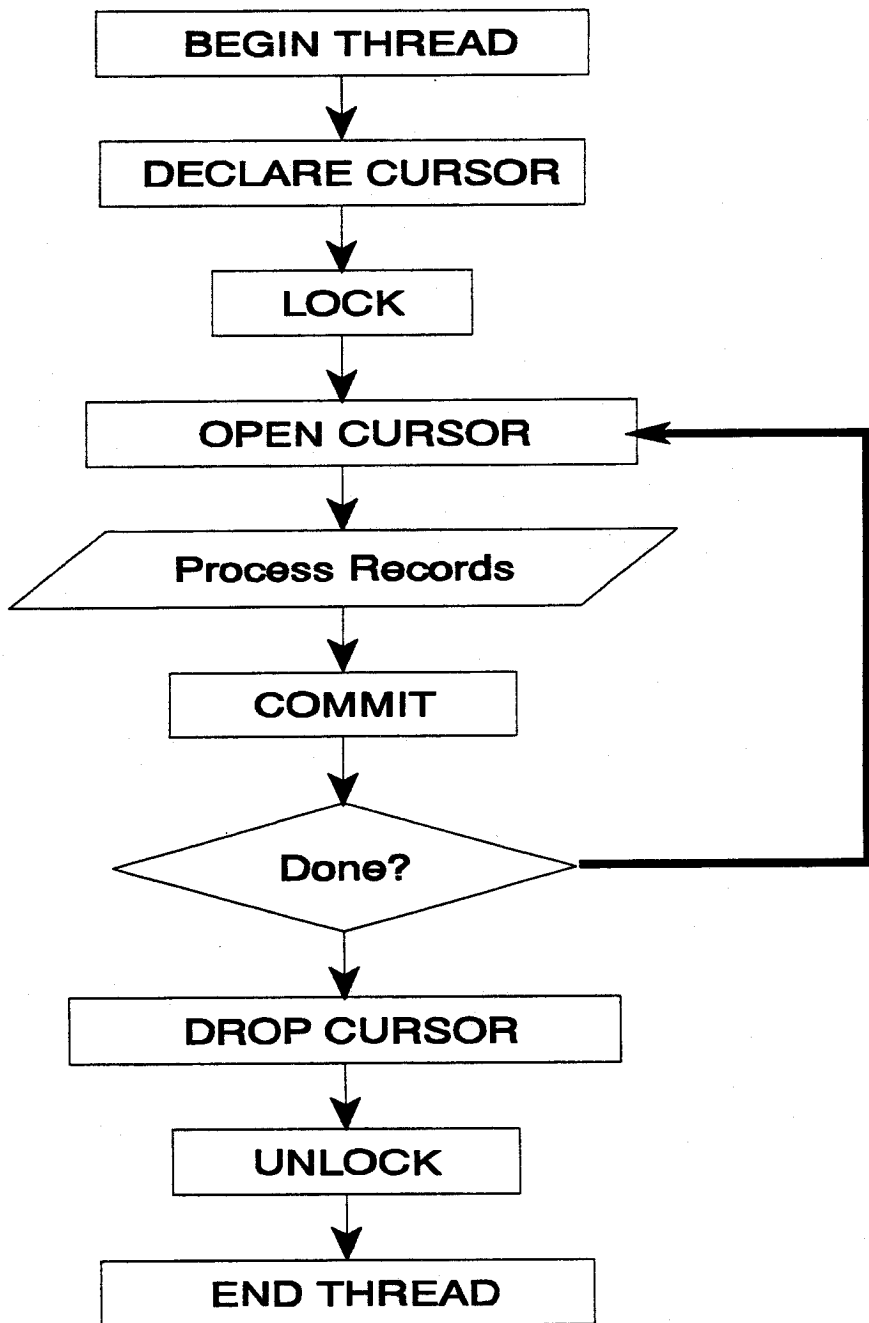 BEGIN THREAD
DECLARE CURSOR
LOCK
OPEN CURSOR
Process Records
COMMIT
Done?
DROP CURSOR
UNLOCK
END THREAD